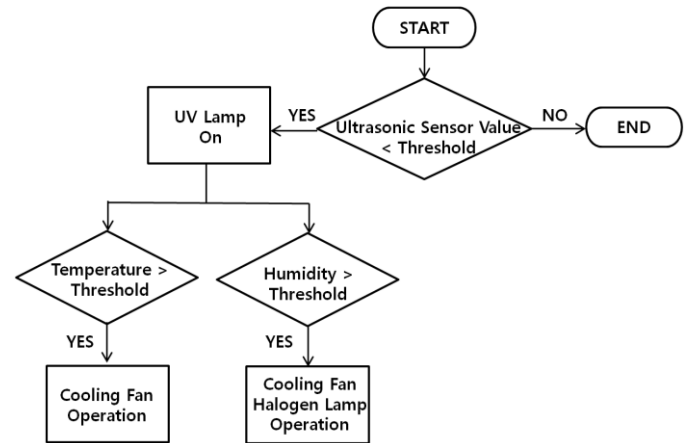 START
Ultrasonic Sensor Value
< Threshold
YES
NO
UV Lamp
On
END
Temperature >
Threshold
Humidity >
Threshold
YES
YES
Cooling Fan
Operation
Cooling Fan
Halogen Lamp
Operation